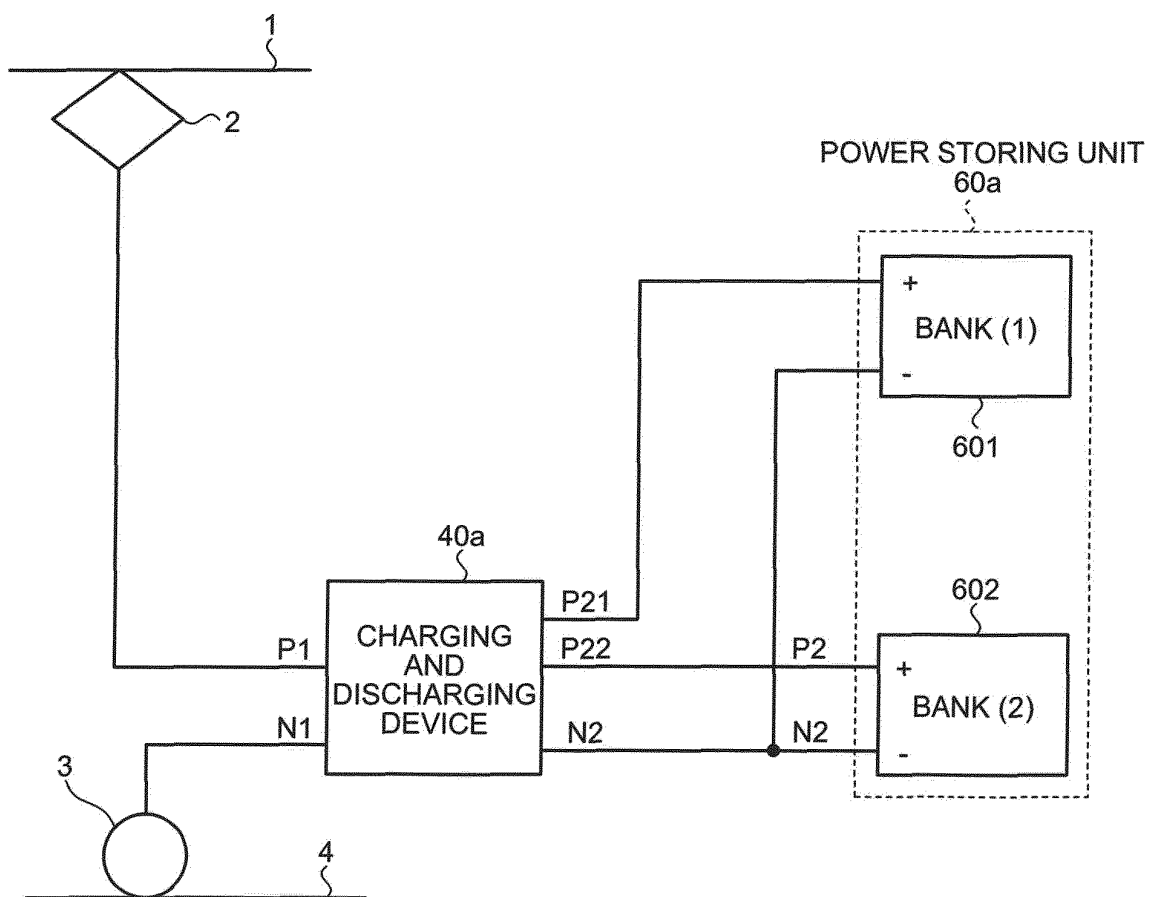 1
2
POWER STORING UNIT
60a
+
BANK (1)
-
601
40a
602
P21
P1
CHARGING
AND
DISCHARGING
DEVICE
P22
P2
+
BANK (2)
N1
N2
N2
-
3
4